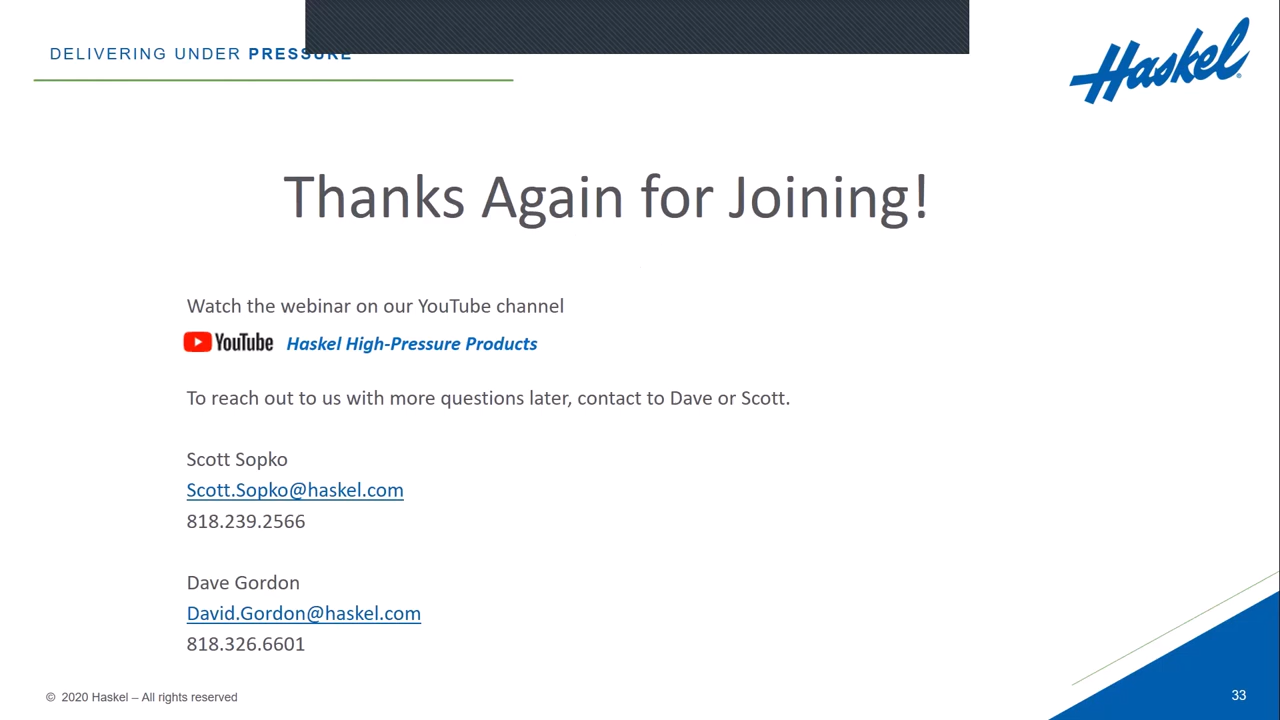 DELIVERING UNDER PRESSURE
Haskel
Thanks Again for Joining!
Watch the webinar on our YouTube channel
YouTube Haskel High-Pressure Products
To reach out to us with more questions later, contact to Dave or Scott.
Scott Sopko
Scott.Sopko@haskel.com
818.239.2566
Dave Gordon
David.Gordon@haskel.com
818.326.6601
© 2020 Haskel – All rights reserved
33